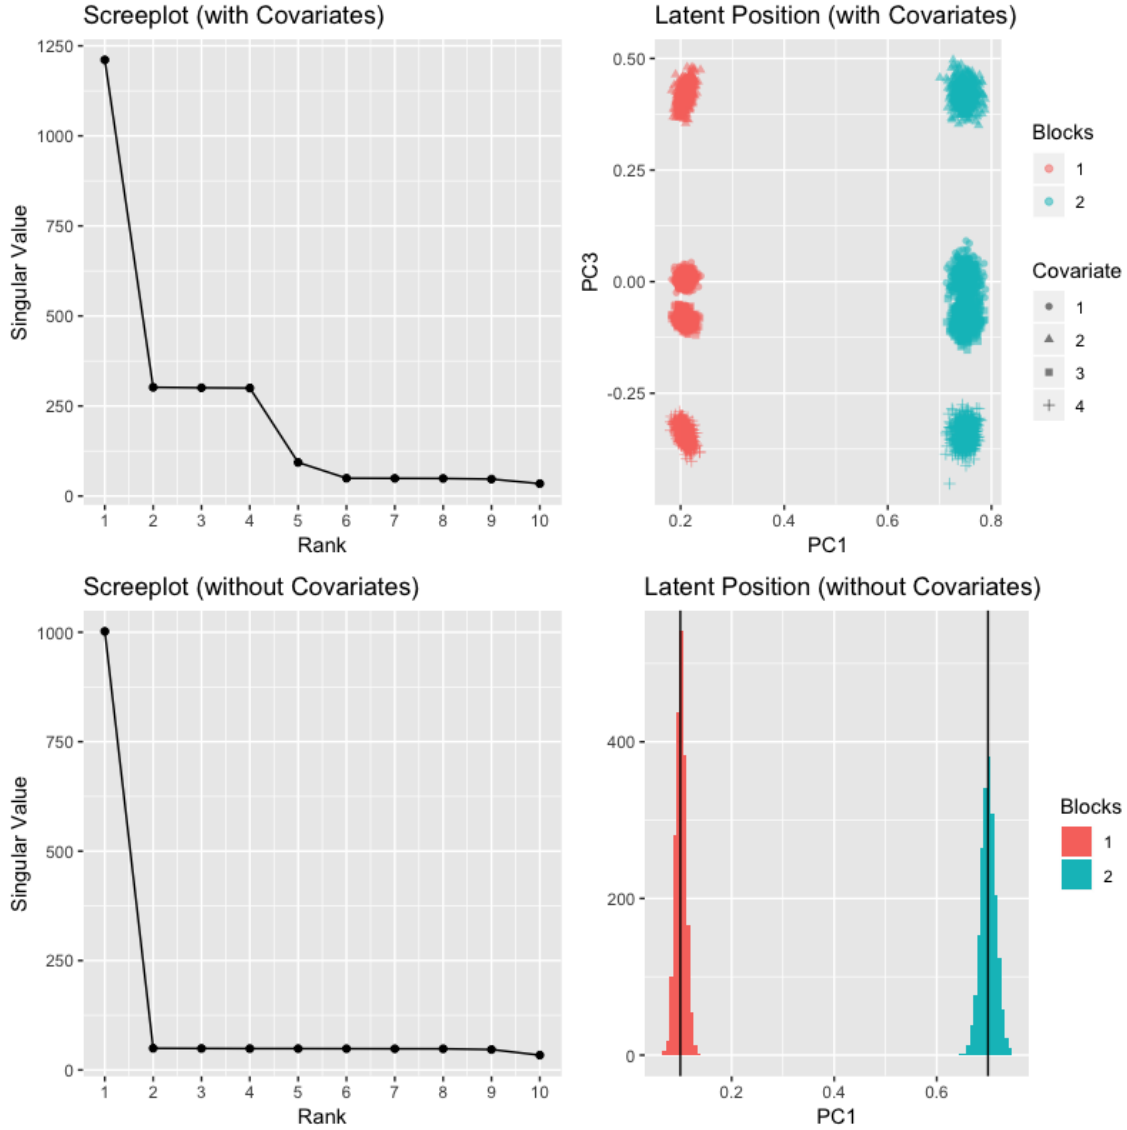 Screeplot (with Covariates)
1250
1000
750
500
250
0
Singular Value
1 2 3 4 5 6 7 8 9 10
Rank
Latent Position (with Covariates)
0.50
0.25
0.00
-0.25
PC3
0.2 0.4 0.6 0.8
PC1
Blocks
1
2
Covariate
1
2
3
4
Screeplot (without Covariates)
1000
750
500
250
0
Singular Value
1 2 3 4 5 6 7 8 9 10
Rank
Latent Position (without Covariates)
400
200
0
0.2 0.4 0.6
PC1
Blocks
1
2